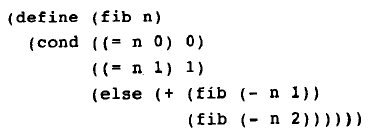 (define (fib n)
  (cond ((= n 0) 0)
        ((= n 1) 1)
        (else (+ (fib (- n 1))
                 (fib (- n 2))))))